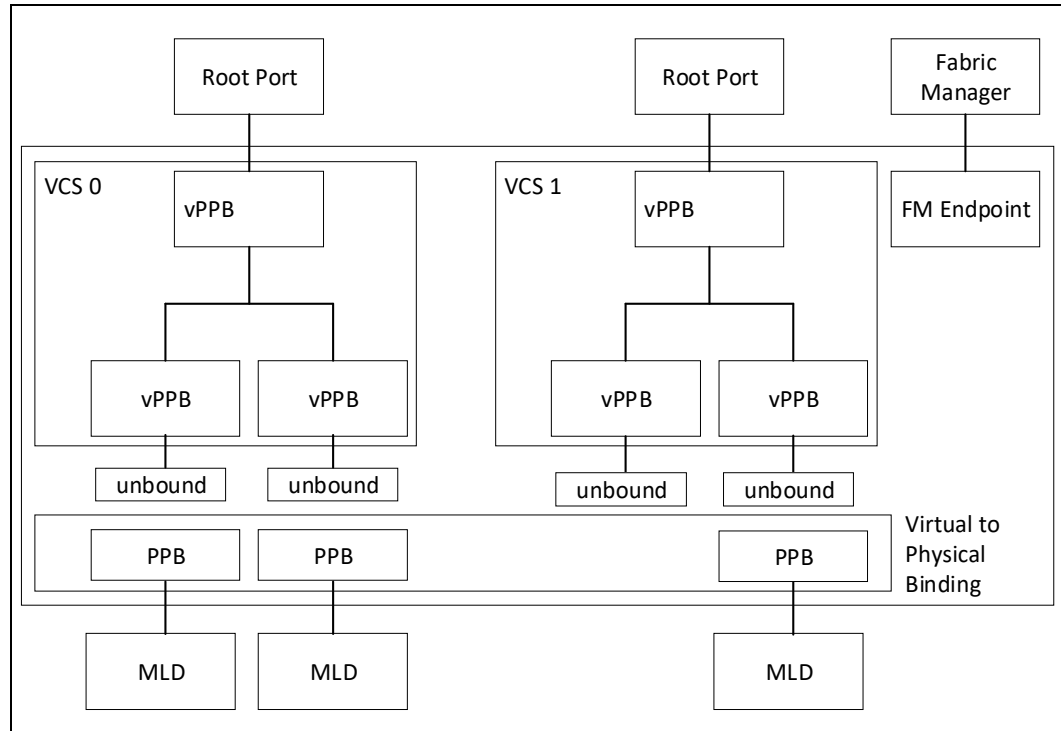 Root Port
Root Port
Fabric
Manager
VCS 0
vPPB
VCS 1
vPPB
FM Endpoint
vPPB
vPPB
vPPB
vPPB
unbound
unbound
unbound
unbound
PPB
PPB
PPB
Virtual to
Physical
Binding
MLD
MLD
MLD